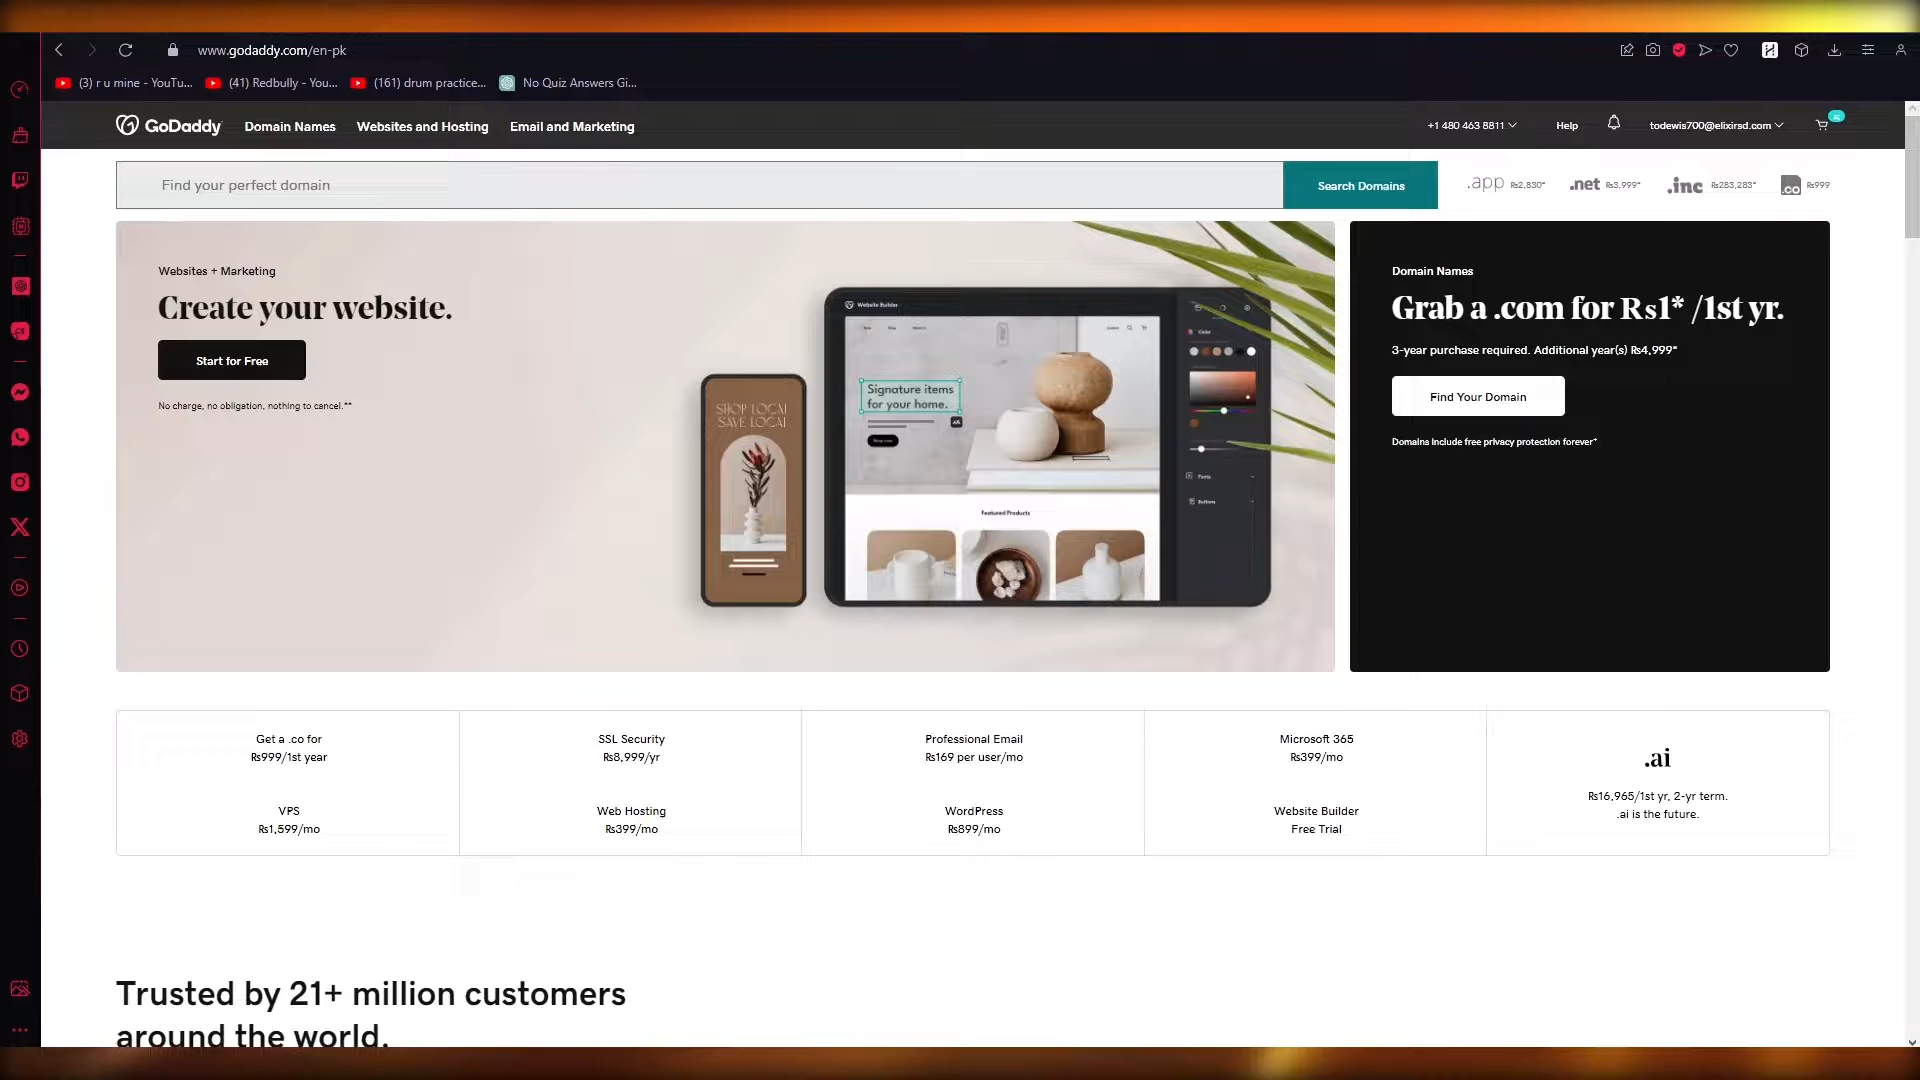 www.godaddy.com/en-pk
(3) r u mine - YouTu...
(41) Redbully - You...
(161) drum practice...
No Quiz Answers Gi...
GoDaddy
Domain Names
Websites and Hosting
Email and Marketing
+1 480 463 8811
Help
todewis700@elixirsd.com
Find your perfect domain
Search Domains
.app ₨2,830*
.net ₨3,999*
.inc ₨283,283*
.co ₨999
Websites + Marketing
Create your website.
Start for Free
No charge, no obligation, nothing to cancel.**
SHOP LOCAL
SAVE LOCAL
Website Builder
Signature items
for your home.
Shop now
Featured Products
Color
Fonts
Buttons
Domain Names
Grab a .com for ₨1* /1st yr.
3-year purchase required. Additional year(s) ₨4,999*
Find Your Domain
Domains include free privacy protection forever*
Get a .co for
₨999/1st year
SSL Security
₨8,999/yr
Professional Email
₨169 per user/mo
Microsoft 365
₨399/mo
.ai
₨16,965/1st yr, 2-yr term.
.ai is the future.
VPS
₨1,599/mo
Web Hosting
₨399/mo
WordPress
₨899/mo
Website Builder
Free Trial
Trusted by 21+ million customers
around the world.